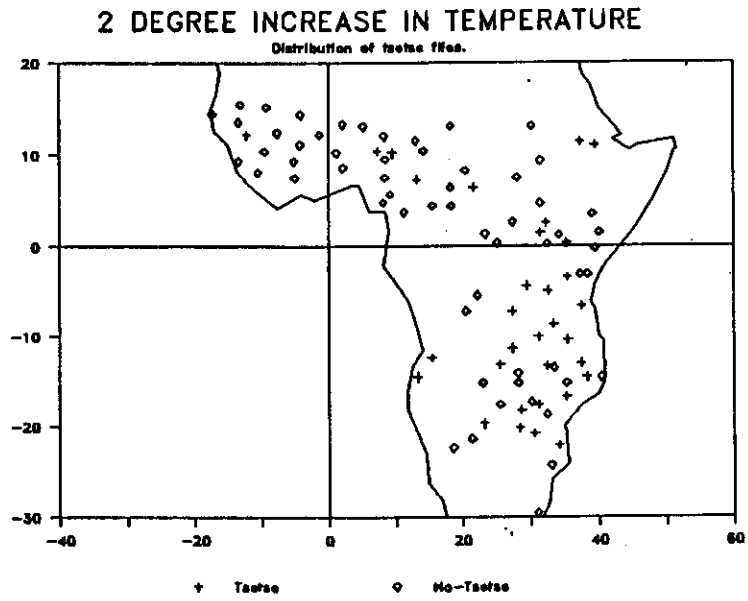 2 DEGREE INCREASE IN TEMPERATURE
Distribution of tsetse flies.
20
10
0
−10
−20
−30
−40 −20 0 20 40 60
+ Tsetse ◇ No−Tsetse